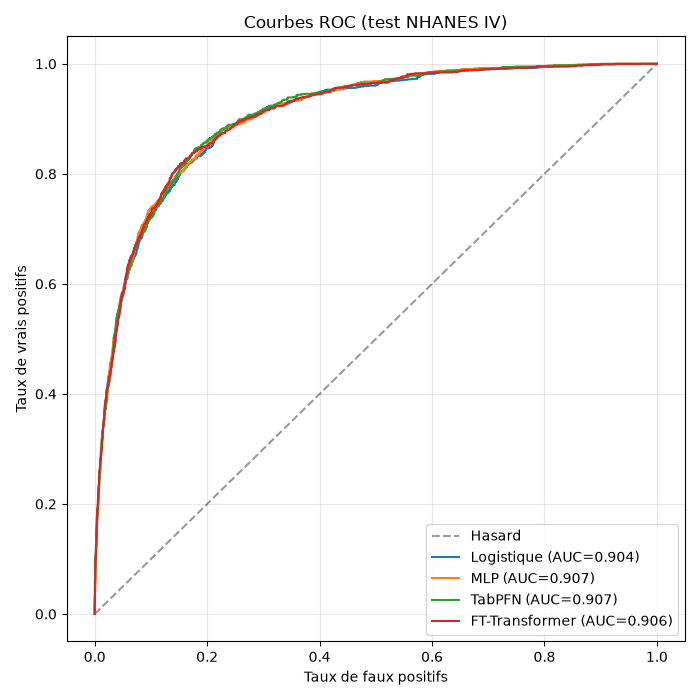 Courbes ROC (test NHANES IV)
1.0
0.8
0.6
0.4
0.2
0.0
Taux de vrais positifs
Hasard
Logistique (AUC=0.904)
MLP (AUC=0.907)
TabPFN (AUC=0.907)
FT-Transformer (AUC=0.906)
0.0 0.2 0.4 0.6 0.8 1.0
Taux de faux positifs